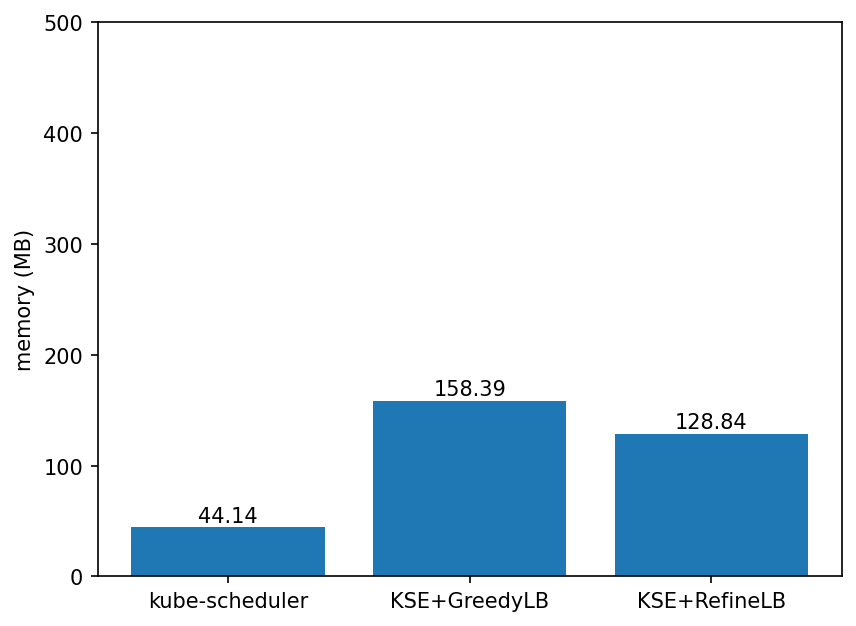 500
400
300
200
100
0
memory (MB)
44.14
158.39
128.84
kube-scheduler
KSE+GreedyLB
KSE+RefineLB